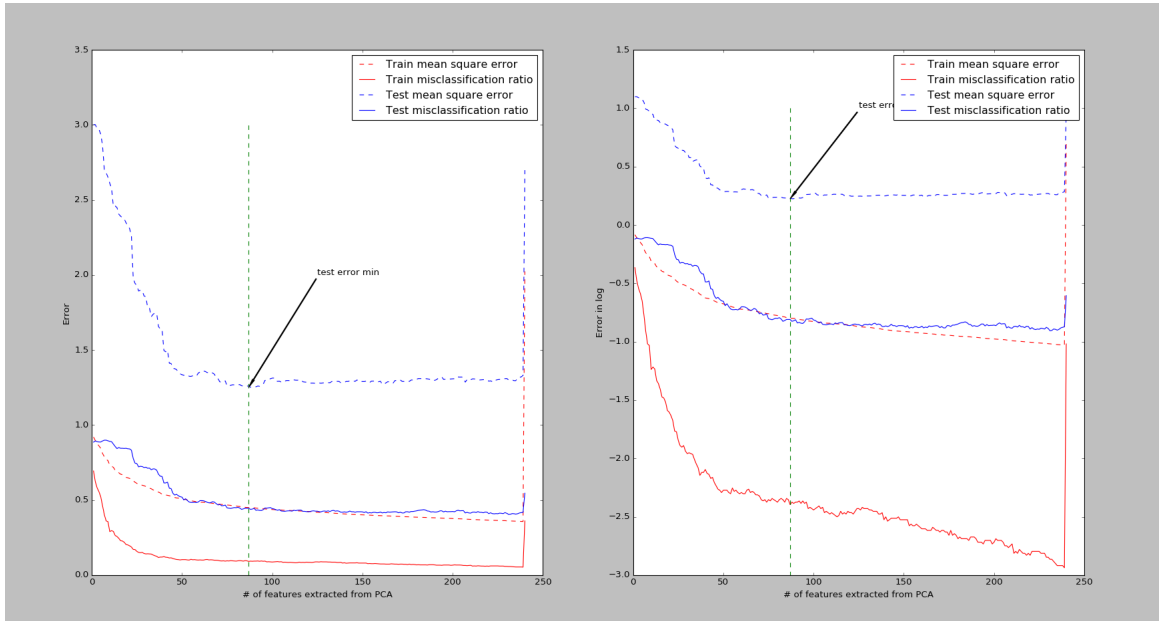 3.5
3.0
2.5
2.0
1.5
1.0
0.5
0.0
Error
0
50
100
150
200
250
# of features extracted from PCA
Train mean square error
Train misclassification ratio
Test mean square error
Test misclassification ratio
test error min
1.5
1.0
0.5
0.0
−0.5
−1.0
−1.5
−2.0
−2.5
−3.0
Error in log
0
50
100
150
200
250
# of features extracted from PCA
Train mean square error
Train misclassification ratio
Test mean square error
Test misclassification ratio
test